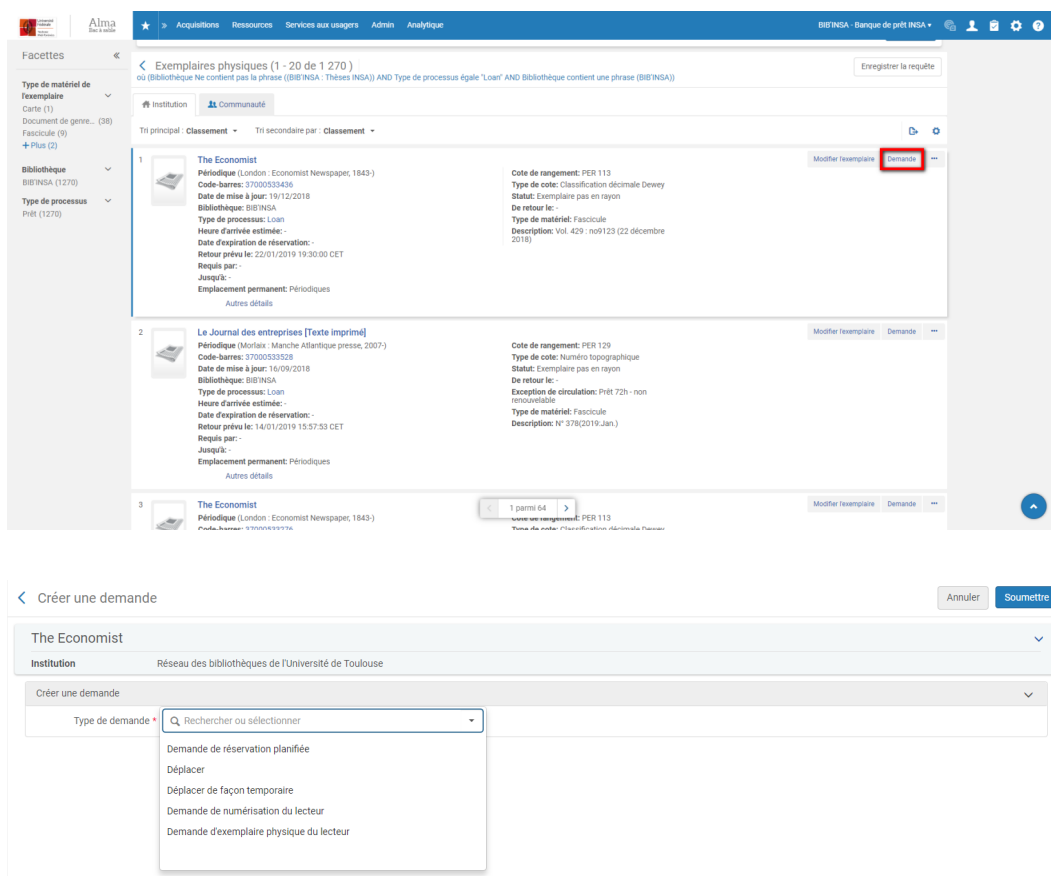 Alma
Bac à sable
Acquisitions Ressources Services aux usagers Admin Analytique
BIB'INSA - Banque de prêt INSA
Facettes
Type de matériel de
l'exemplaire
Carte (1)
Document de genre... (38)
Fascicule (9)
+ Plus (2)
Bibliothèque
BIB'INSA (1270)
Type de processus
Prêt (1270)
Exemplaires physiques (1 - 20 de 1 270 )
où (Bibliothèque Ne contient pas la phrase ((BIB'INSA : Thèses INSA)) AND Type de processus égale "Loan" AND Bibliothèque contient une phrase (BIB'INSA))
Enregistrer la requête
Institution Communauté
Tri principal : Classement Tri secondaire par : Classement
1 The Economist
Modifier l'exemplaire Demande
Périodique (London : Economist Newspaper, 1843-)
Code-barres: 37000533436
Date de mise à jour: 19/12/2018
Bibliothèque: BIB'INSA
Type de processus: Loan
Heure d'arrivée estimée: -
Date d'expiration de réservation: -
Retour prévu le: 22/01/2019 19:30:00 CET
Requis par: -
Jusqu'à: -
Emplacement permanent: Périodiques
Autres détails
Cote de rangement: PER 113
Type de cote: Classification décimale Dewey
Statut: Exemplaire pas en rayon
De retour le: -
Type de matériel: Fascicule
Description: Vol. 429 : no9123 (22 décembre
2018)
2 Le Journal des entreprises [Texte imprimé]
Modifier l'exemplaire Demande
Périodique (Morlaix : Manche Atlantique presse, 2007-)
Code-barres: 37000533528
Date de mise à jour: 16/09/2018
Bibliothèque: BIB'INSA
Type de processus: Loan
Heure d'arrivée estimée: -
Date d'expiration de réservation: -
Retour prévu le: 14/01/2019 15:57:53 CET
Requis par: -
Jusqu'à: -
Emplacement permanent: Périodiques
Autres détails
Cote de rangement: PER 129
Type de cote: Numéro topographique
Statut: Exemplaire pas en rayon
De retour le: -
Exception de circulation: Prêt 72h - non
renouvelable
Type de matériel: Fascicule
Description: N° 378(2019:Jan.)
3 The Economist
Modifier l'exemplaire Demande
Périodique (London : Economist Newspaper, 1843-)
Code-barres: 37000533276
Cote de rangement: PER 113
Type de cote: Classification décimale Dewey
1 parmi 64
Créer une demande
Annuler Soumettre
The Economist
Institution Réseau des bibliothèques de l'Université de Toulouse
Créer une demande
Type de demande * Rechercher ou sélectionner
Demande de réservation planifiée
Déplacer
Déplacer de façon temporaire
Demande de numérisation du lecteur
Demande d'exemplaire physique du lecteur